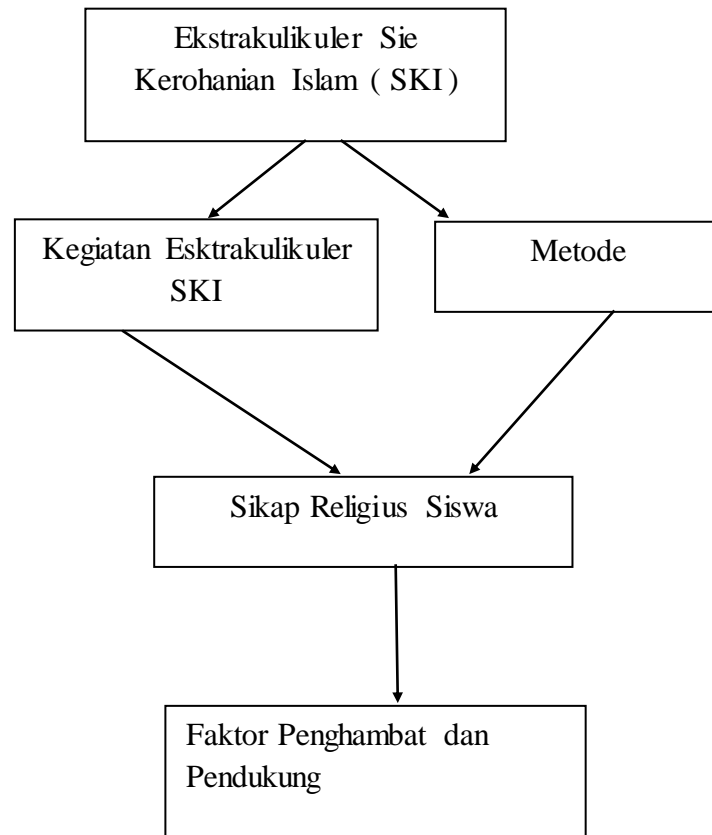 Ekstrakulikuler Sie
Kerohanian Islam ( SKI )
Kegiatan Esktrakulikuler
SKI
Metode
Sikap Religius Siswa
Faktor Penghambat dan
Pendukung